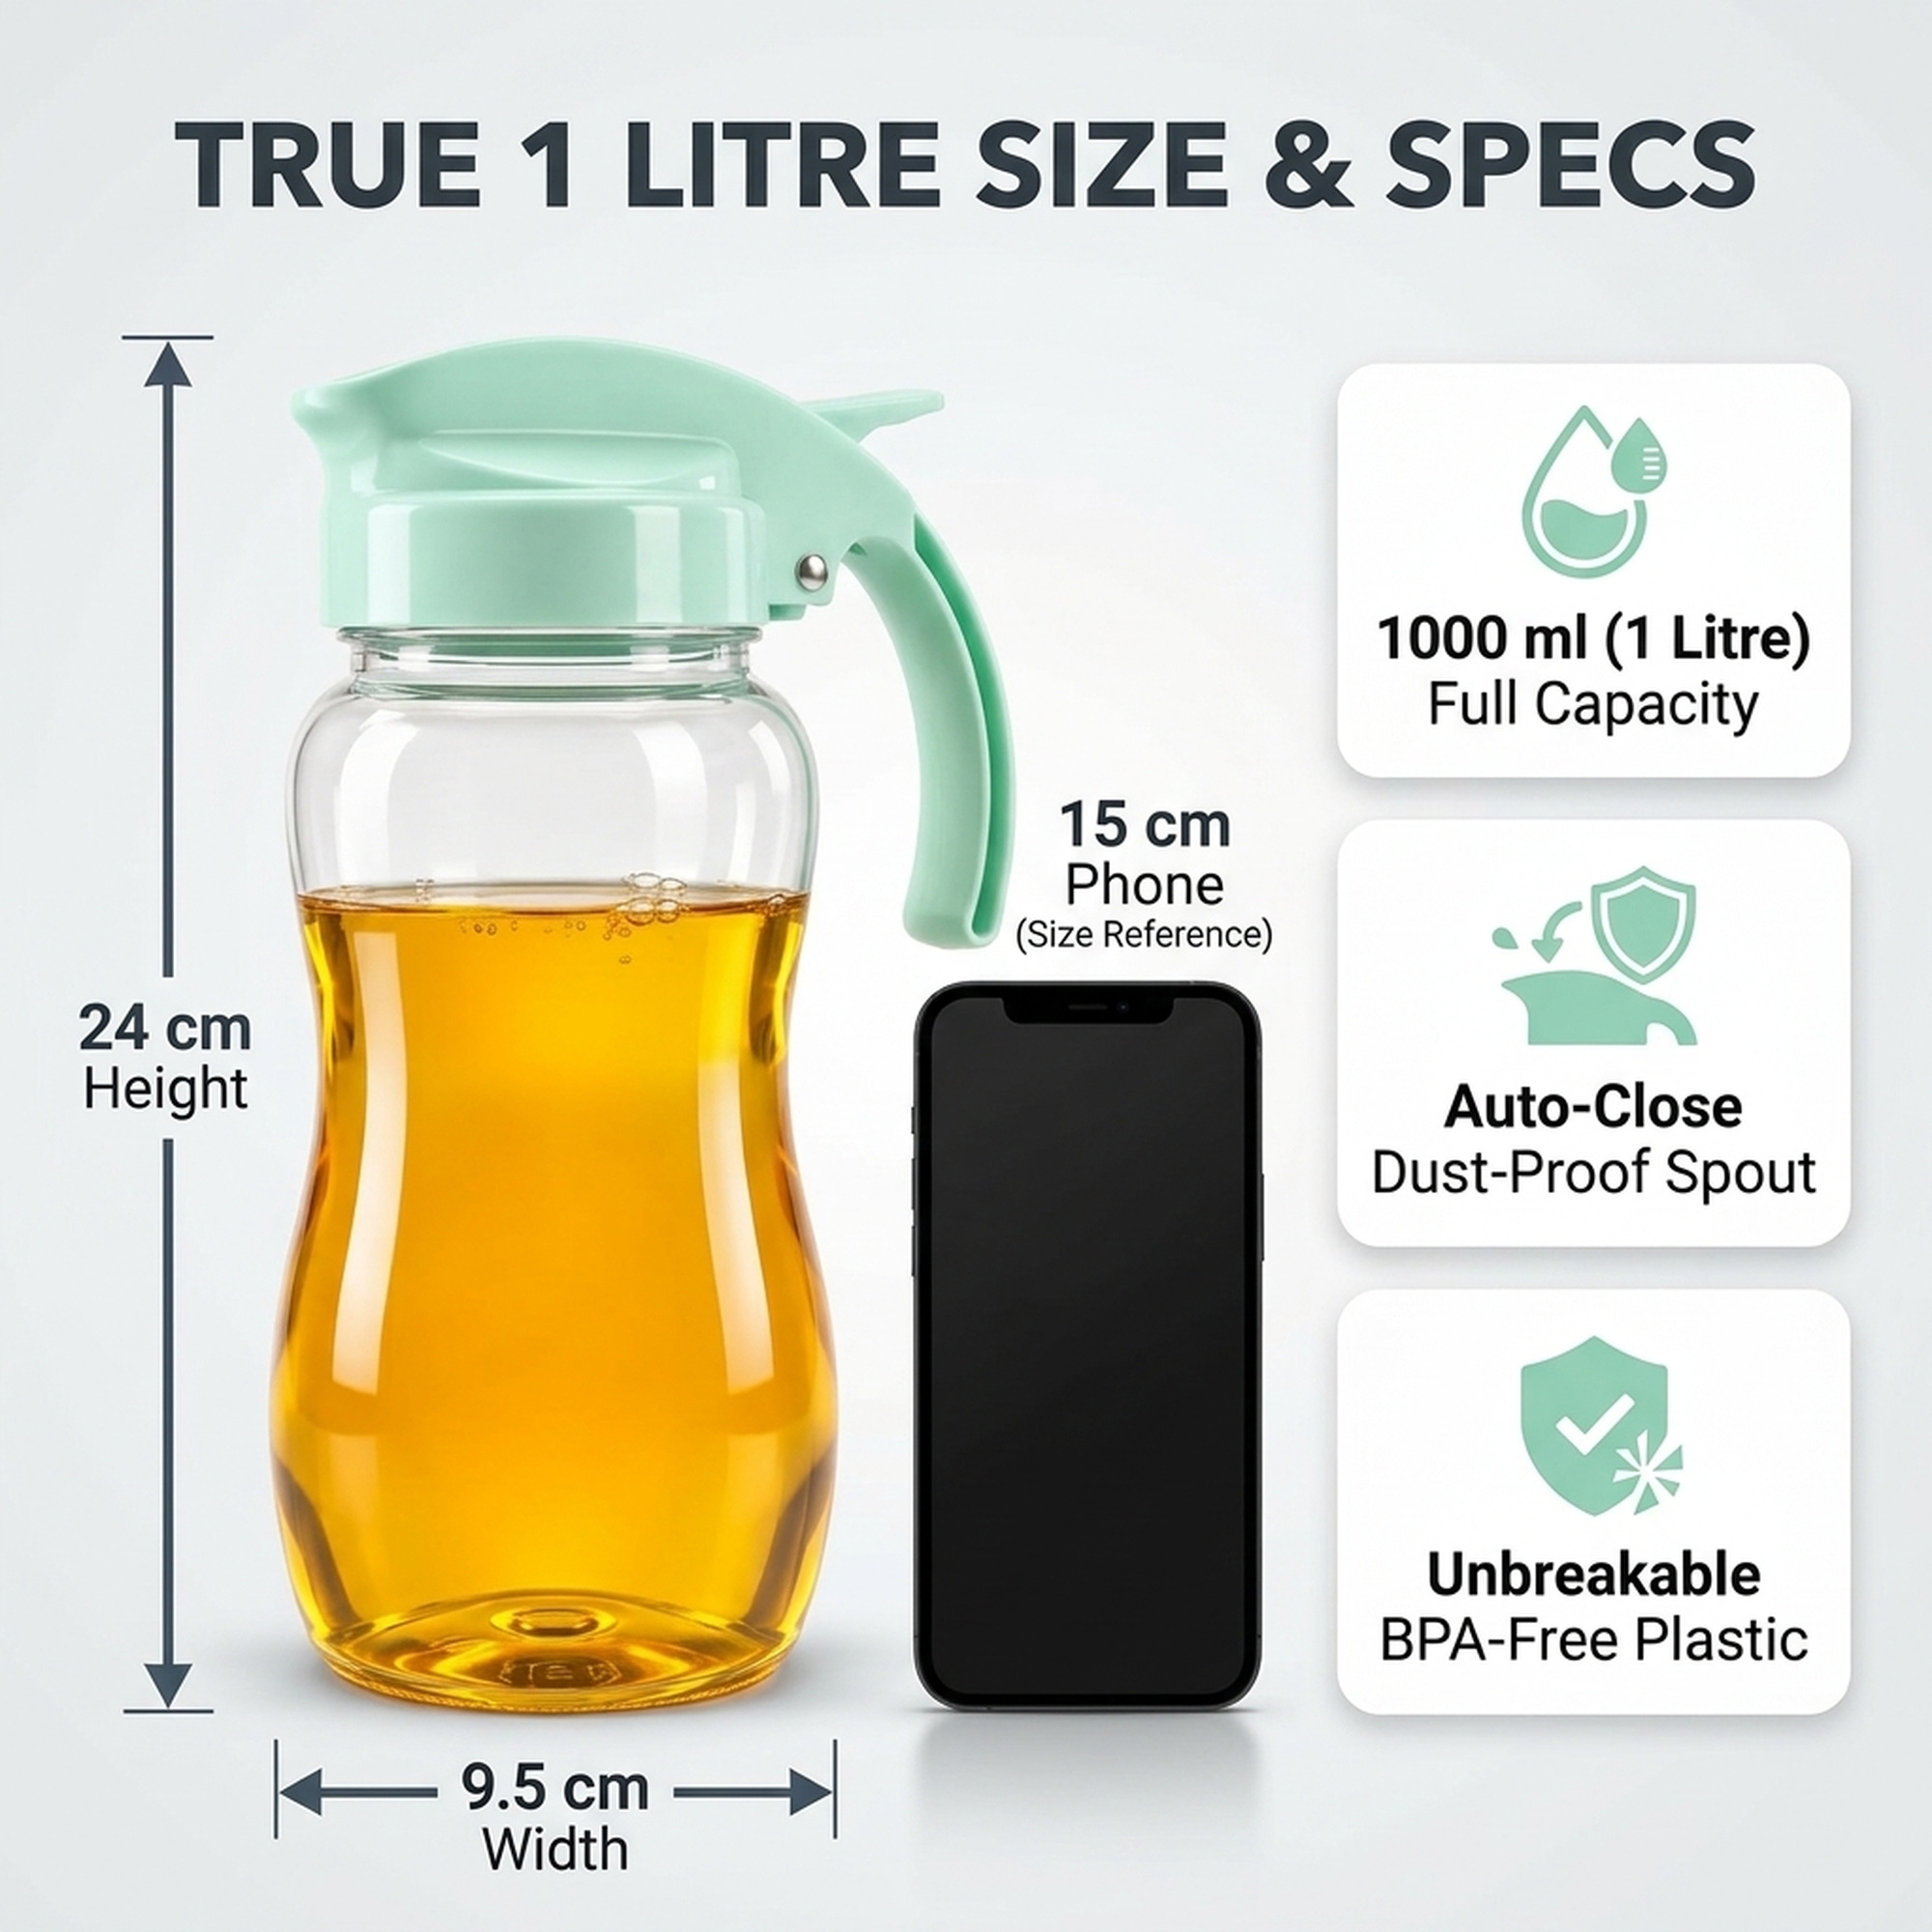 TRUE 1 LITRE SIZE & SPECS
24 cm
Height
9.5 cm
Width
15 cm
Phone
(Size Reference)
1000 ml (1 Litre)
Full Capacity
Auto-Close
Dust-Proof Spout
Unbreakable
BPA-Free Plastic